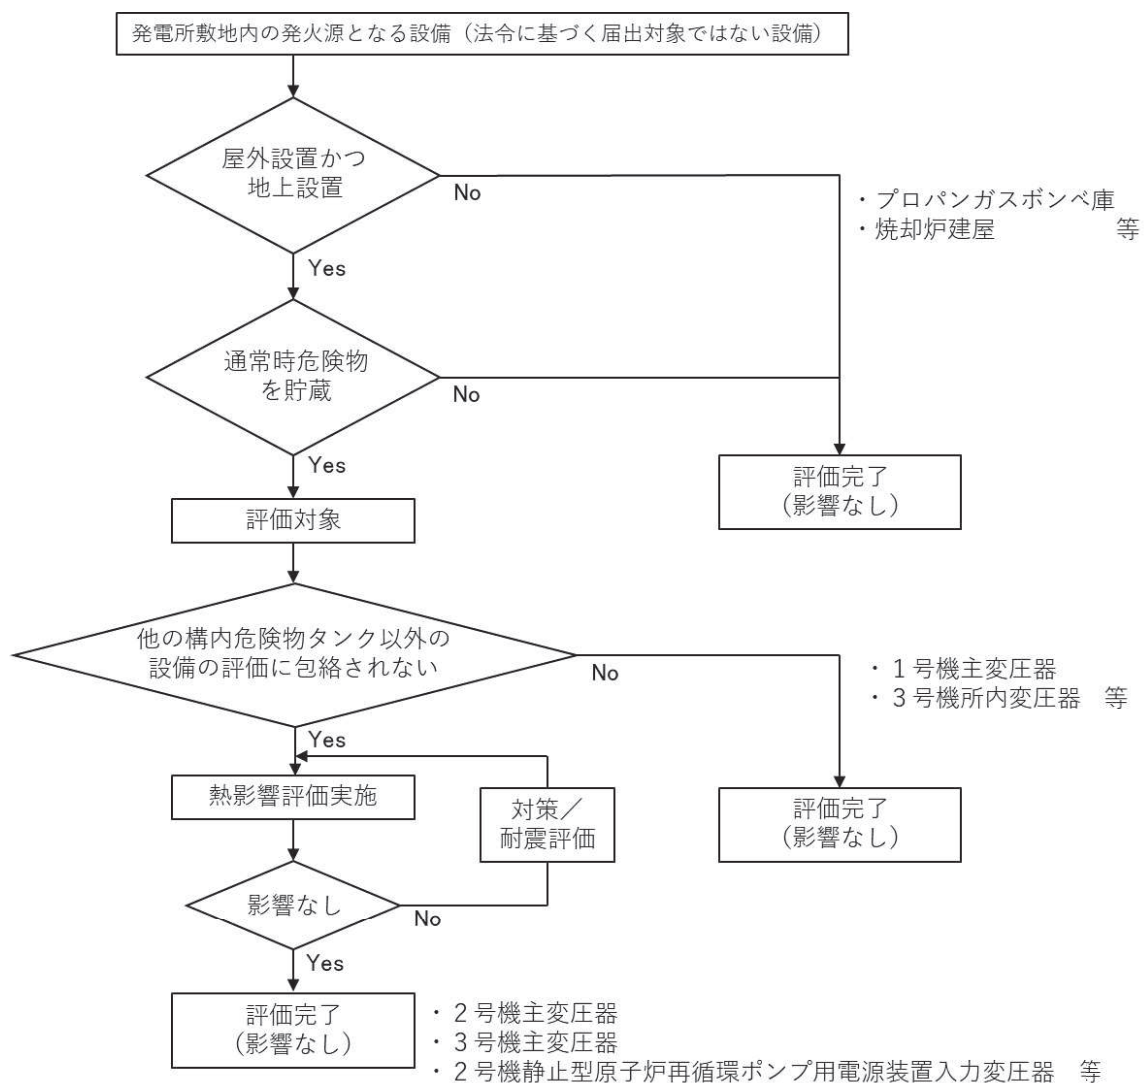 発電所敷地内の発火源となる設備（法令に基づく届出対象ではない設備）
屋外設置かつ
地上設置
No
・プロパンガスボンベ庫
・焼却炉建屋　　　　　等
Yes
通常時危険物
を貯蔵
No
Yes
評価完了
（影響なし）
評価対象
他の構内危険物タンク以外の
設備の評価に包絡されない
No
・１号機主変圧器
・３号機所内変圧器　等
Yes
熱影響評価実施
対策／
耐震評価
評価完了
（影響なし）
影響なし
No
Yes
評価完了
（影響なし）
・２号機主変圧器
・３号機主変圧器
・２号機静止型原子炉再循環ポンプ用電源装置入力変圧器　等